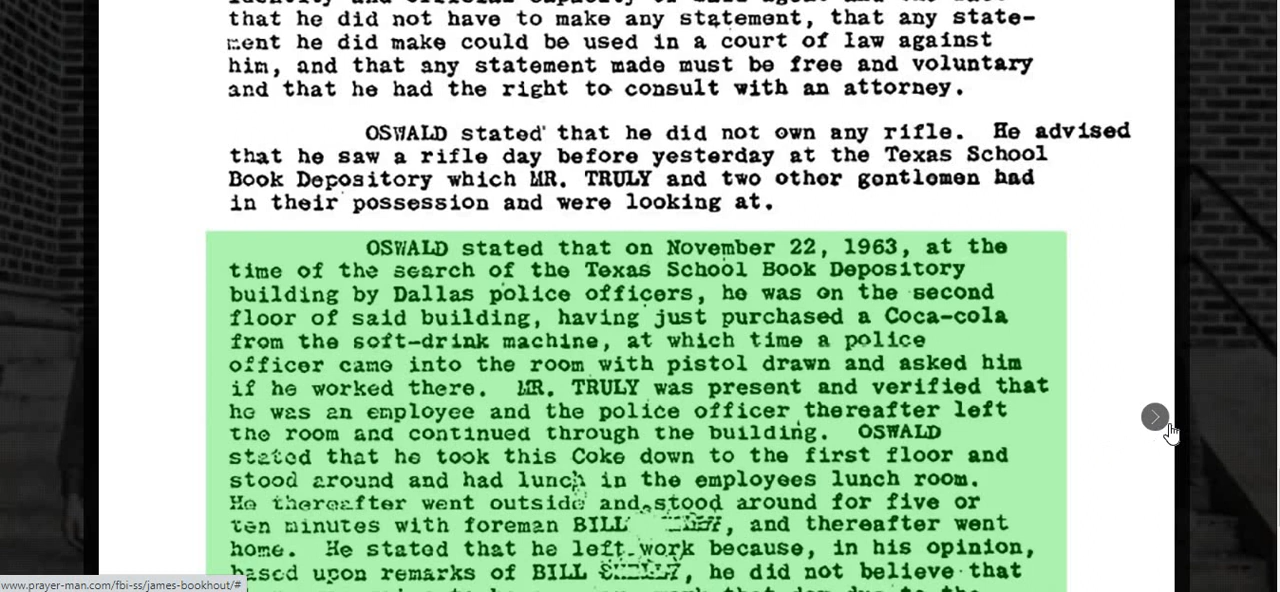 that he did not have to make any statement, that any state-
ment he did make could be used in a court of law against
him, and that any statement made must be free and voluntary
and that he had the right to consult with an attorney.
OSWALD stated that he did not own any rifle. He advised
that he saw a rifle day before yesterday at the Texas School
Book Depository which MR. TRULY and two other gentlemen had
in their possession and were looking at.
OSWALD stated that on November 22, 1963, at the
time of the search of the Texas School Book Depository
building by Dallas police officers, he was on the second
floor of said building, having just purchased a Coca-cola
from the soft-drink machine, at which time a police
officer came into the room with pistol drawn and asked him
if he worked there. MR. TRULY was present and verified that
he was an employee and the police officer thereafter left
the room and continued through the building. OSWALD
stated that he took this Coke down to the first floor and
stood around and had lunch in the employees lunch room.
He thereafter went outside and stood around for five or
ten minutes with foreman BILL , and thereafter went
home. He stated that he left work because, in his opinion,
based upon remarks of BILL , he did not believe that
www.prayer-man.com/fbi-ss/james-bookhout/#